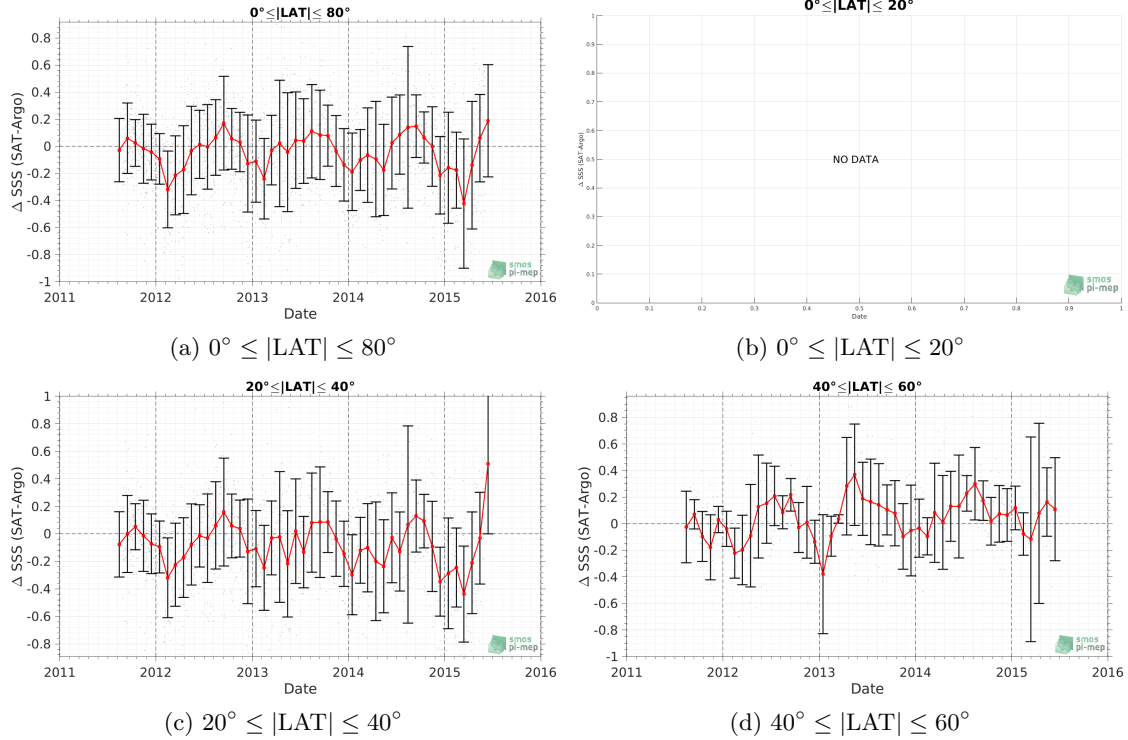 0°≤|LAT|≤ 80°
Δ SSS (SAT-Argo)
0.8
0.6
0.4
0.2
0
-0.2
-0.4
-0.6
-0.8
-1
2011 2012 2013 2014 2015 2016
Date
smos
pi-mep
(a) 0° ≤ |LAT| ≤ 80°
0°≤|LAT|≤ 20°
Δ SSS (SAT-Argo)
1
0.9
0.8
0.7
0.6
0.5
0.4
0.3
0.2
0.1
0
NO DATA
0 0.1 0.2 0.3 0.4 0.5 0.6 0.7 0.8 0.9 1
Date
smos
pi-mep
(b) 0° ≤ |LAT| ≤ 20°
20°≤|LAT|≤ 40°
Δ SSS (SAT-Argo)
1
0.8
0.6
0.4
0.2
0
-0.2
-0.4
-0.6
-0.8
2011 2012 2013 2014 2015 2016
Date
smos
pi-mep
(c) 20° ≤ |LAT| ≤ 40°
40°≤|LAT|≤ 60°
Δ SSS (SAT-Argo)
0.8
0.6
0.4
0.2
0
-0.2
-0.4
-0.6
-0.8
-1
2011 2012 2013 2014 2015 2016
Date
smos
pi-mep
(d) 40° ≤ |LAT| ≤ 60°